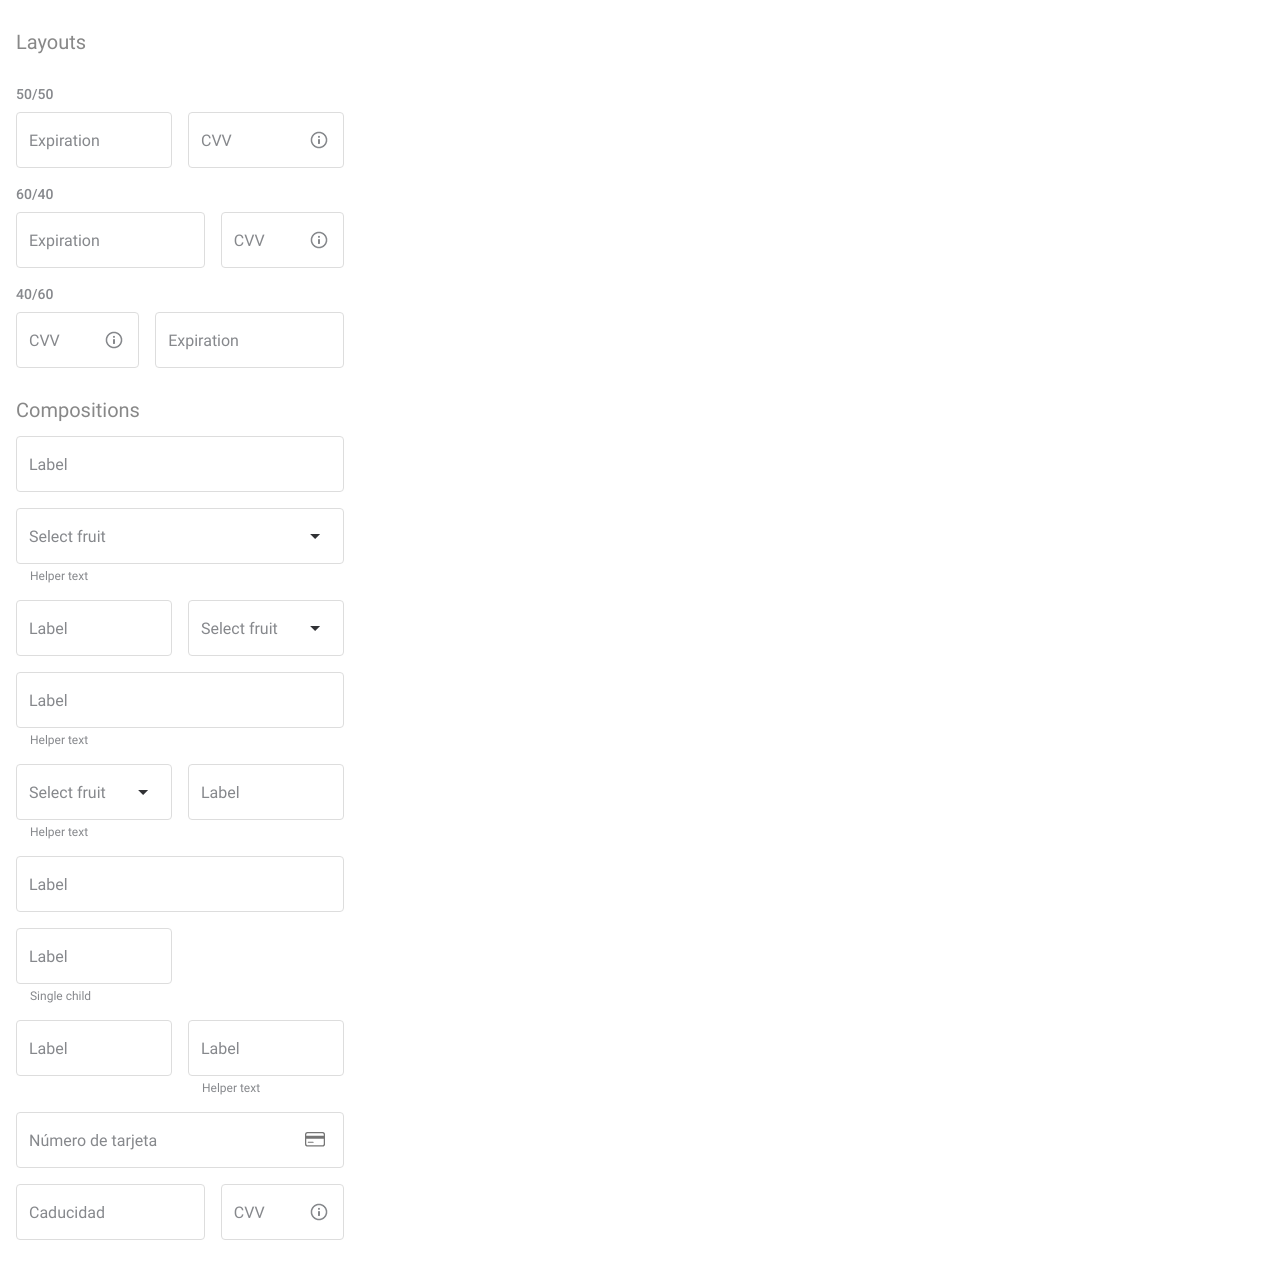 Layouts
50/50
Expiration CVV
60/40
Expiration CVV
40/60
CVV Expiration
Compositions
Label
Select fruit
Helper text
Label Select fruit
Label
Helper text
Select fruit Label
Helper text
Label
Label
Single child
Label Label
Helper text
Número de tarjeta
Caducidad CVV